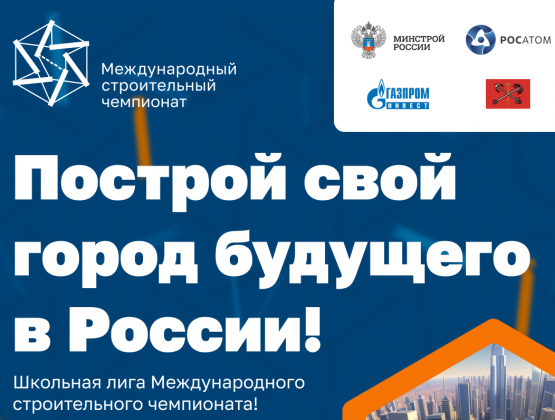 Международный
строительный
чемпионат
МИНСТРОЙ
РОССИИ
РОСАТОМ
ГАЗПРОМ
ИНВЕСТ
Построй свой
город будущего
в России!
Школьная лига Международного
строительного чемпионата!